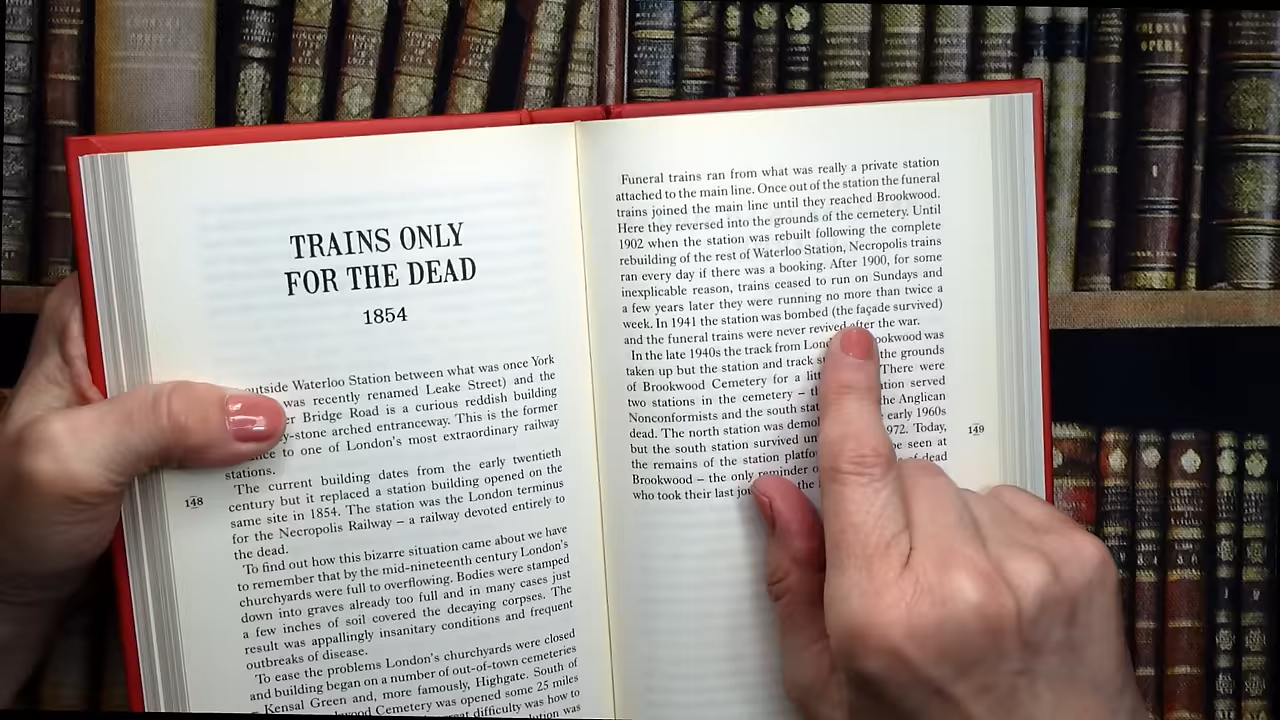 TRAINS ONLY
FOR THE DEAD
1854
outside Waterloo Station between what was once York
was recently renamed Leake Street) and the
Bridge Road is a curious reddish building
-stone arched entranceway. This is the former
to one of London's most extraordinary railway
stations.
The current building dates from the early twentieth
century but it replaced a station building opened on the
same site in 1854. The station was the London terminus
for the Necropolis Railway – a railway devoted entirely to
the dead.
To find out how this bizarre situation came about we have
to remember that by the mid-nineteenth century London's
churchyards were full to overflowing. Bodies were stamped
down into graves already too full and in many cases just
a few inches of soil covered the decaying corpses. The
result was appallingly insanitary conditions and frequent
outbreaks of disease.
To ease the problems London's churchyards were closed
and building began on a number of out-of-town cemeteries
– Kensal Green and, more famously, Highgate. South of
Cemetery was opened some 25 miles
difficulty was how to
was
148
Funeral trains ran from what was really a private station
attached to the main line. Once out of the station the funeral
trains joined the main line until they reached Brookwood.
Here they reversed into the grounds of the cemetery. Until
1902 when the station was rebuilt following the complete
rebuilding of the rest of Waterloo Station, Necropolis trains
ran every day if there was a booking. After 1900, for some
inexplicable reason, trains ceased to run on Sundays and
a few years later they were running no more than twice a
week. In 1941 the station was bombed (the façade survived)
and the funeral trains were never revived after the war.
In the late 1940s the track from ookwood was
taken up but the station and track the grounds
of Brookwood Cemetery for a There were
two stations in the cemetery – served
Nonconformists and the south the Anglican
dead. The north station was early 1960s
but the south station survived 1972. Today,
the remains of the station be seen at
Brookwood – the only reminder dead
who took their last the
149
COLONNA
OPERA.